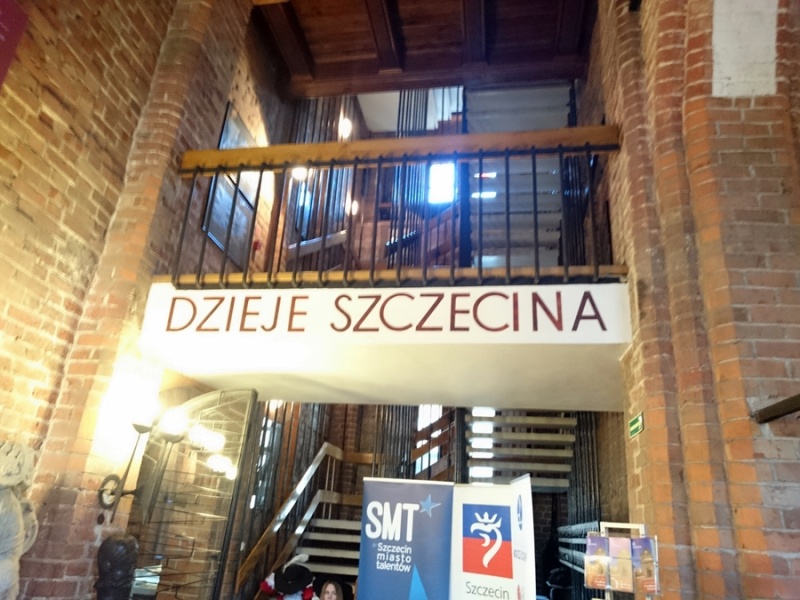 DZIEJE SZCZECINA
SMT
Szczecin
miasto
talentów
Szczecin